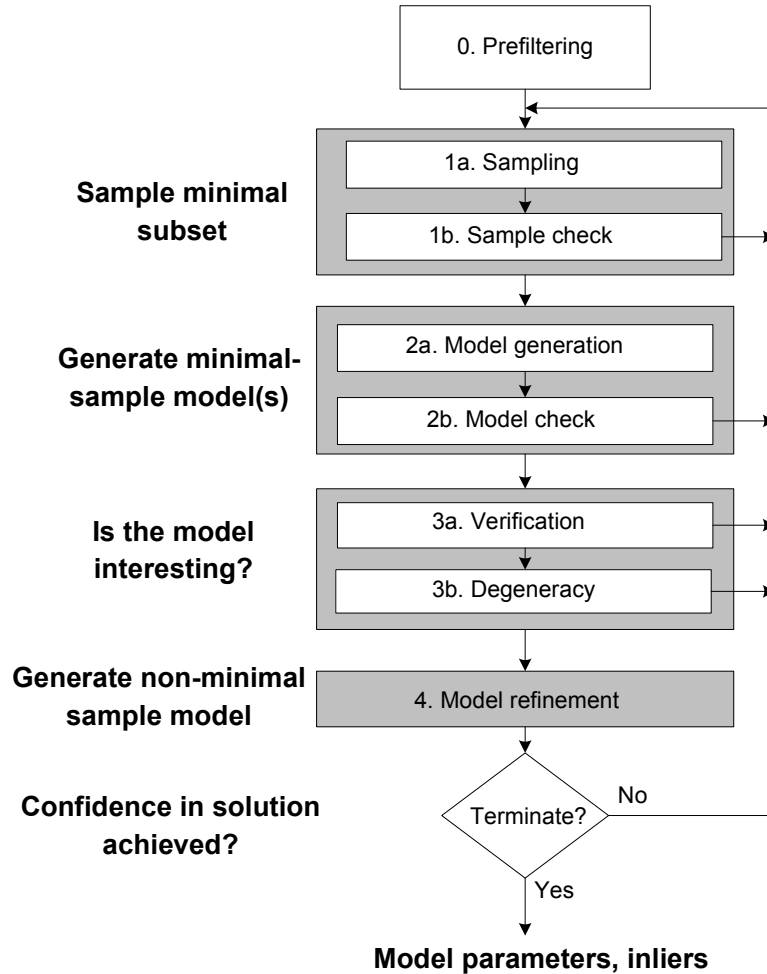 0. Prefiltering
Sample minimal
subset
1a. Sampling
1b. Sample check
Generate minimal-
sample model(s)
2a. Model generation
2b. Model check
Is the model
interesting?
3a. Verification
3b. Degeneracy
Generate non-minimal
sample model
4. Model refinement
Confidence in solution
achieved?
Terminate?
No
Yes
Model parameters, inliers